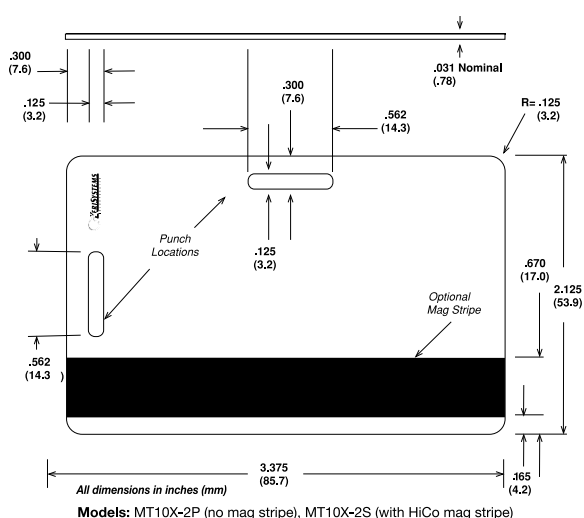 .300
(7.6)
.125
(3.2)
.300
(7.6)
.562
(14.3)
.031 Nominal
(.78)
R= .125
(3.2)
Punch
Locations
.125
(3.2)
.670
(17.0)
2.125
(53.9)
Optional
Mag Stripe
.562
(14.3 )
3.375
(85.7)
.165
(4.2)
All dimensions in inches (mm)
Models: MT10X-2P (no mag stripe), MT10X-2S (with HiCo mag stripe)